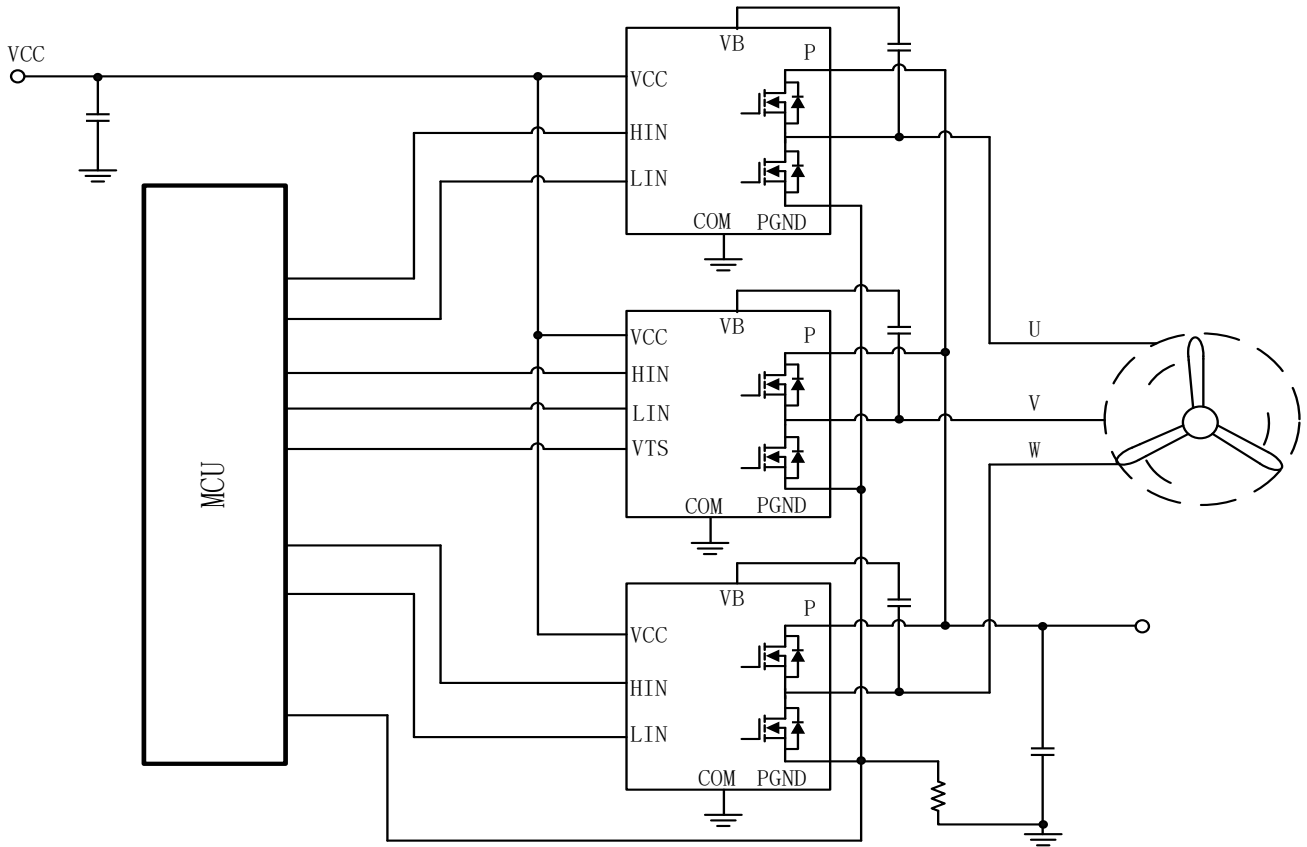 VCC
VB
P
VCC
HIN
LIN
COM
PGND
VB
P
VCC
HIN
LIN
VTS
COM
PGND
VB
P
VCC
HIN
LIN
COM
PGND
MCU
U
V
W